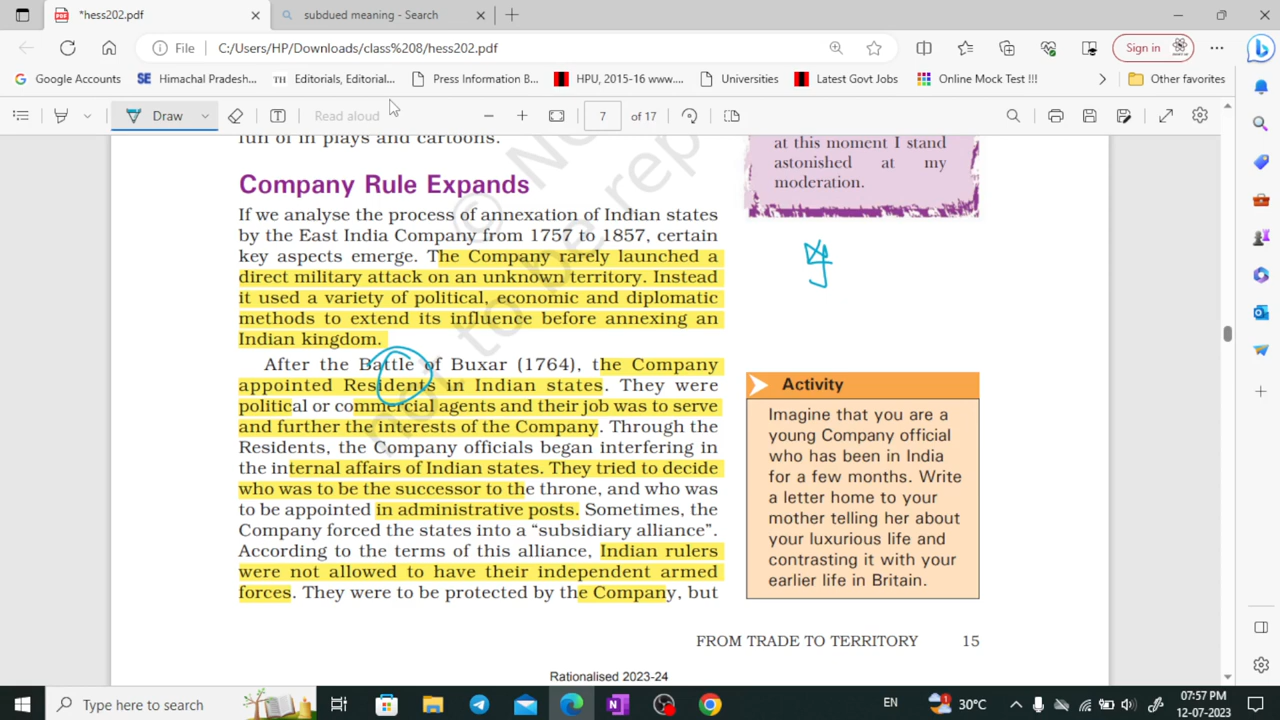 *hess202.pdf
subdued meaning - Search
File
C:/Users/HP/Downloads/class%208/hess202.pdf
Sign in
Google Accounts
SE Himachal Pradesh...
TH Editorials, Editorial...
Press Information B...
HPU, 2015-16 www....
Universities
Latest Govt Jobs
Online Mock Test !!!
Other favorites
Draw
Read aloud
7 of 17
fun of in plays and cartoons.
Company Rule Expands
If we analyse the process of annexation of Indian states
by the East India Company from 1757 to 1857, certain
key aspects emerge. The Company rarely launched a
direct military attack on an unknown territory. Instead
it used a variety of political, economic and diplomatic
methods to extend its influence before annexing an
Indian kingdom.
After the Battle of Buxar (1764), the Company
appointed Residents in Indian states. They were
political or commercial agents and their job was to serve
and further the interests of the Company. Through the
Residents, the Company officials began interfering in
the internal affairs of Indian states. They tried to decide
who was to be the successor to the throne, and who was
to be appointed in administrative posts. Sometimes, the
Company forced the states into a “subsidiary alliance”.
According to the terms of this alliance, Indian rulers
were not allowed to have their independent armed
forces. They were to be protected by the Company, but
at this moment I stand
astonished at my
moderation.
Activity
Imagine that you are a
young Company official
who has been in India
for a few months. Write
a letter home to your
mother telling her about
your luxurious life and
contrasting it with your
earlier life in Britain.
FROM TRADE TO TERRITORY 15
Rationalised 2023-24
not to be rep
Type here to search
EN
1
30°C
07:57 PM
12-07-2023